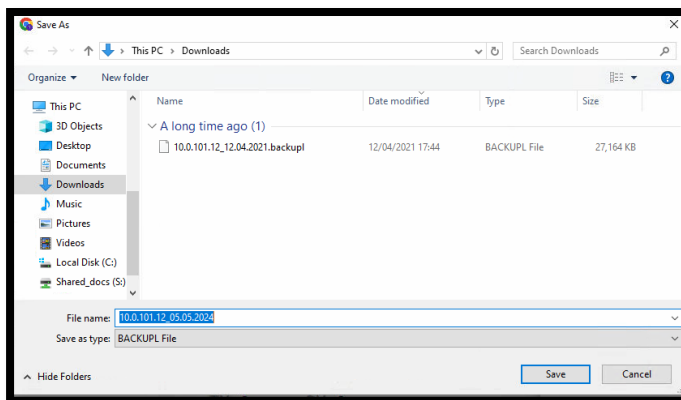 Save As
This PC > Downloads
Search Downloads
Organize New folder
Name Date modified Type Size
This PC
3D Objects
Desktop
Documents
Downloads
Music
Pictures
Videos
Local Disk (C:)
Shared_docs (S:)
A long time ago (1)
10.0.101.12_12.04.2021.backupl 12/04/2021 17:44 BACKUPL File 27,164 KB
File name: 10.0.101.12_05.05.2024
Save as type: BACKUPL File
Hide Folders Save Cancel